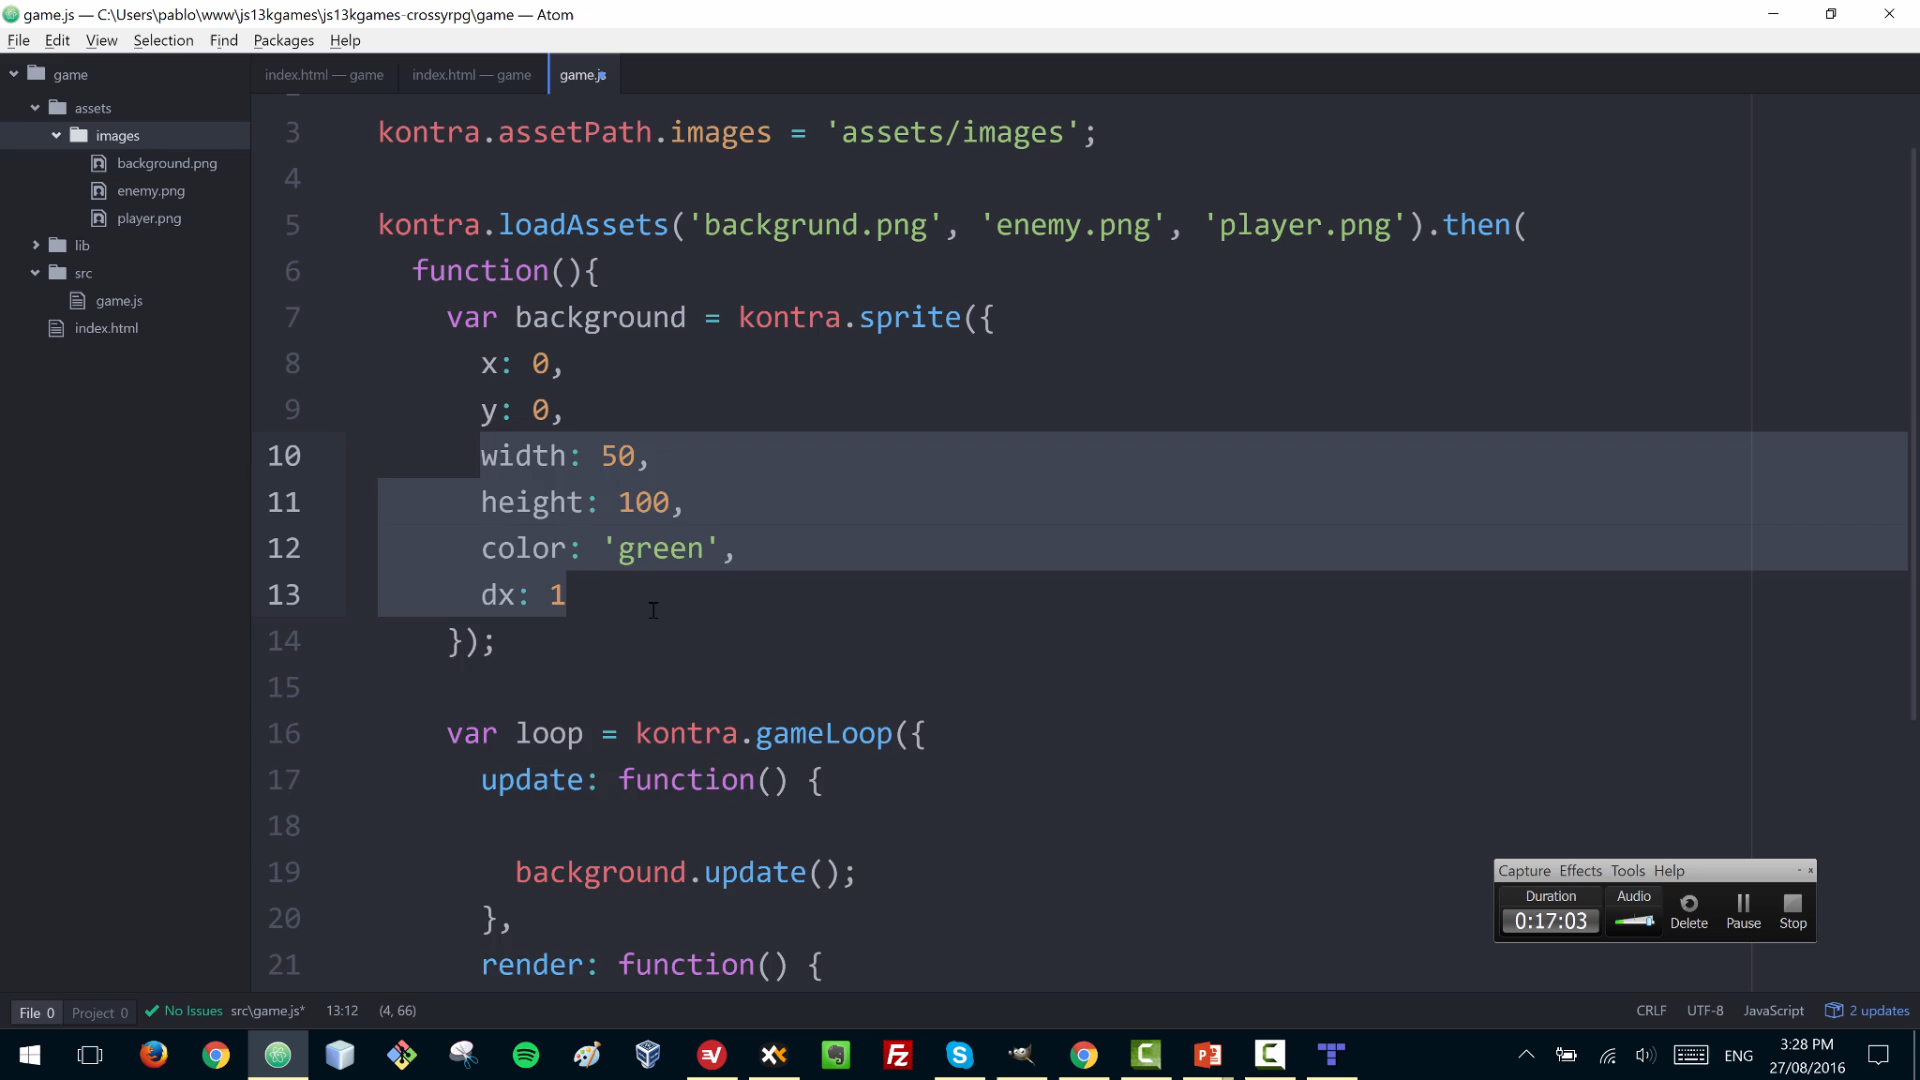 game.js — C:\Users\pablo\www\js13kgames\js13kgames-crossyrpg\game — Atom
File Edit View Selection Find Packages Help
game
assets
images
background.png
enemy.png
player.png
lib
src
game.js
index.html
index.html — game
index.html — game
game.js
3 kontra.assetPath.images = 'assets/images';
4
5 kontra.loadAssets('backgrund.png', 'enemy.png', 'player.png').then(
6 function(){
7 var background = kontra.sprite({
8 x: 0,
9 y: 0,
10 width: 50,
11 height: 100,
12 color: 'green',
13 dx: 1
14 });
15
16 var loop = kontra.gameLoop({
17 update: function() {
18
19 background.update();
20 },
21 render: function() {
Capture Effects Tools Help
Duration Audio
0:17:03 Delete Pause Stop
File 0 Project 0 No Issues src\game.js* 13:12 (4, 66) CRLF UTF-8 JavaScript 2 updates
ENG
3:28 PM
27/08/2016